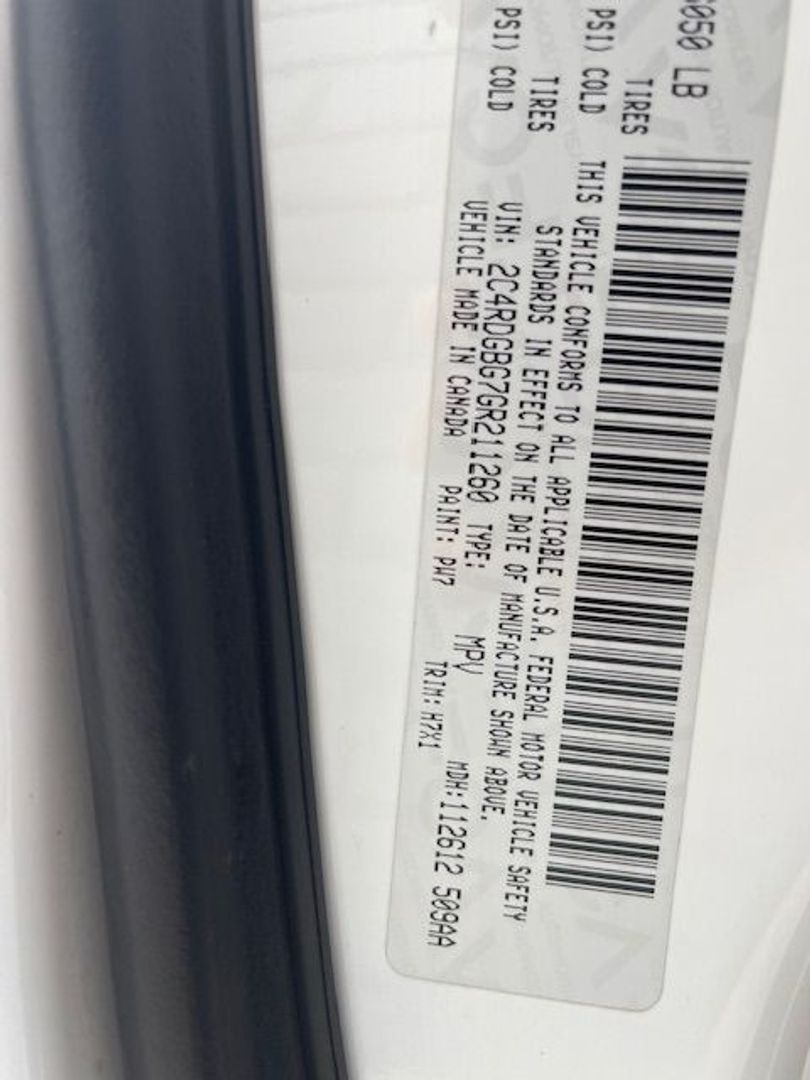 6050 LB
TIRES
PSI) COLD
TIRES
PSI) COLD
THIS VEHICLE CONFORMS TO ALL APPLICABLE U.S.A. FEDERAL MOTOR VEHICLE SAFETY
STANDARDS IN EFFECT ON THE DATE OF MANUFACTURE SHOWN ABOVE.
VIN: 2C4RDGBG7GR211260 TYPE: MPV MDH:112612 509AA
VEHICLE MADE IN CANADA PAINT: PW7 TRIM: H7X1